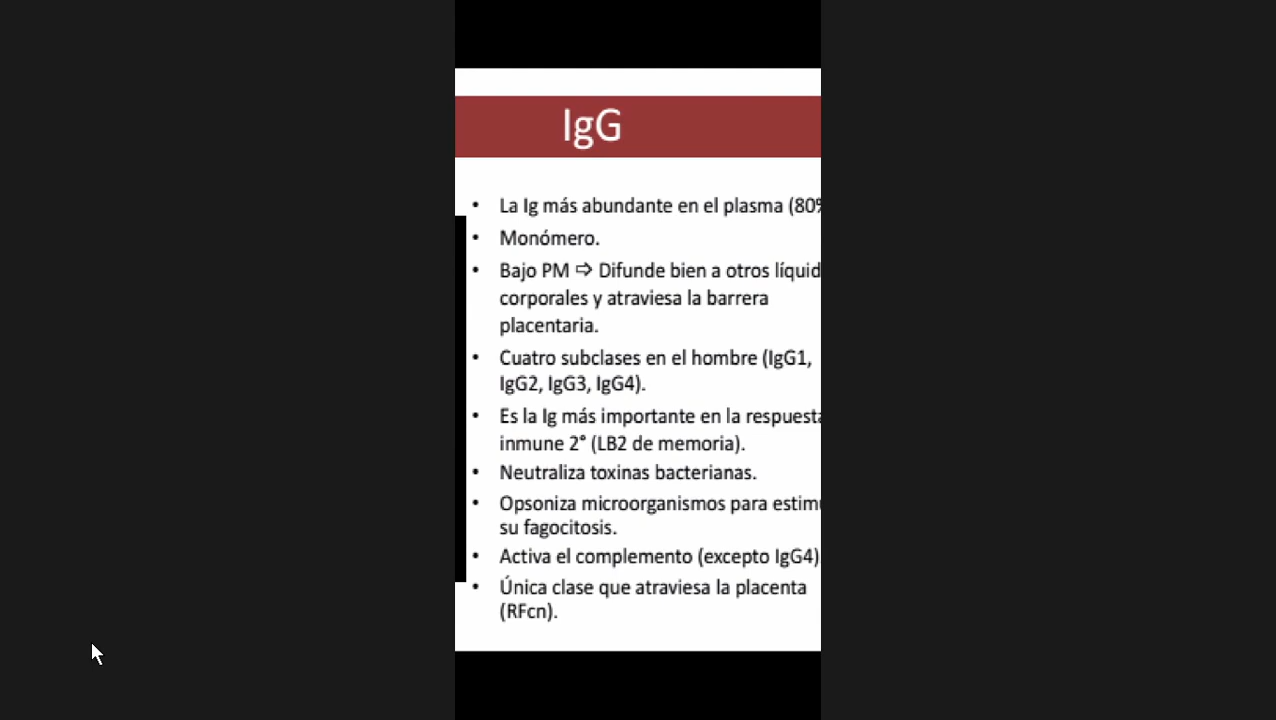 IgG
• La Ig más abundante en el plasma (80%
• Monómero.
• Bajo PM ⇨ Difunde bien a otros líquid
corporales y atraviesa la barrera
placentaria.
• Cuatro subclases en el hombre (IgG1,
IgG2, IgG3, IgG4).
• Es la Ig más importante en la respuesta
inmune 2° (LB2 de memoria).
• Neutraliza toxinas bacterianas.
• Opsoniza microorganismos para estimu
su fagocitosis.
• Activa el complemento (excepto IgG4)
• Única clase que atraviesa la placenta
(RFcn).